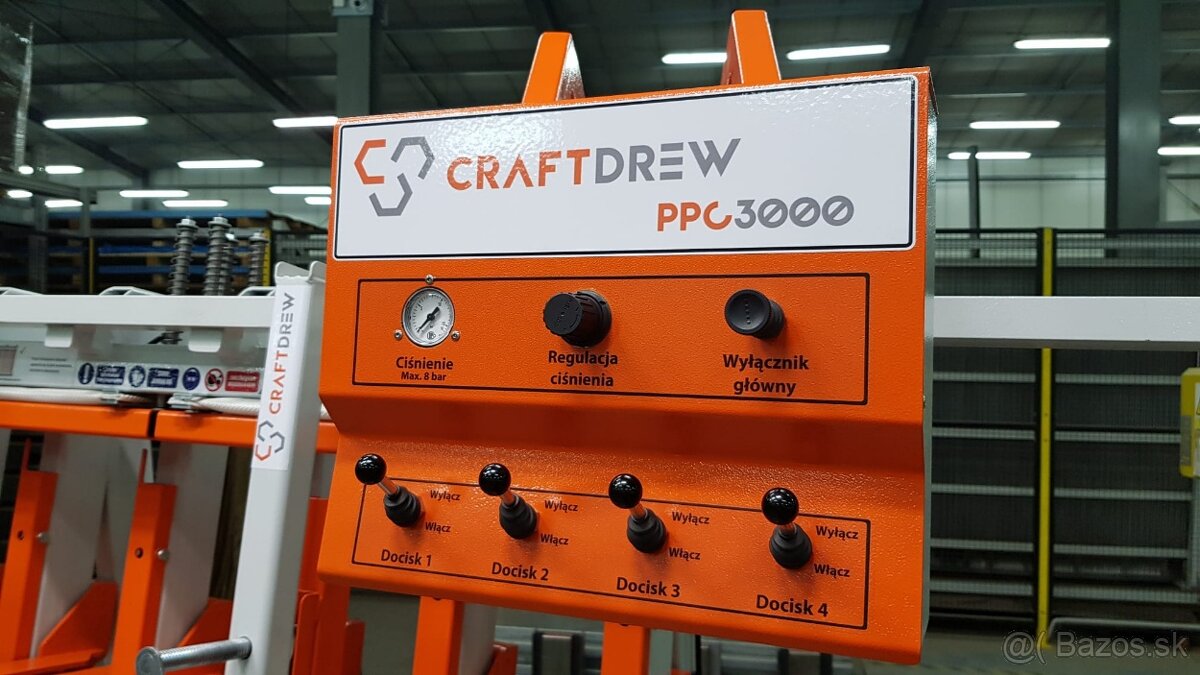 CRAFTDREW
PPC3000
Ciśnienie
Max. 8 bar
Regulacja
ciśnienia
Wyłącznik
główny
Wyłącz
Włącz
Docisk 1
Wyłącz
Włącz
Docisk 2
Wyłącz
Włącz
Docisk 3
Wyłącz
Włącz
Docisk 4
CRAFTDREW
@( Bazos.sk